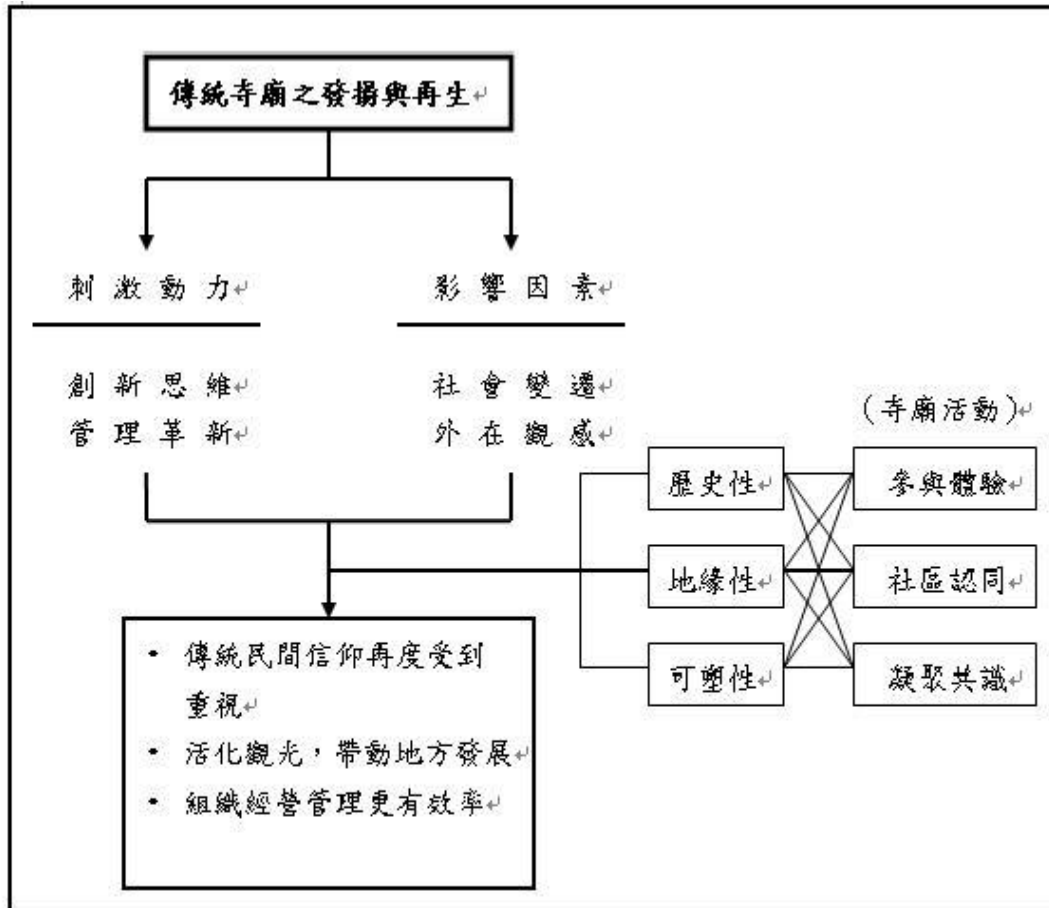 傳統寺廟之發揚與再生
刺激動力
影響因素
創新思維
管理革新
社會變遷
外在觀感
(寺廟活動)
歷史性
參與體驗
地緣性
社區認同
可塑性
凝聚共識
• 傳統民間信仰再度受到
重視
• 活化觀光，帶動地方發展
• 組織經營管理更有效率